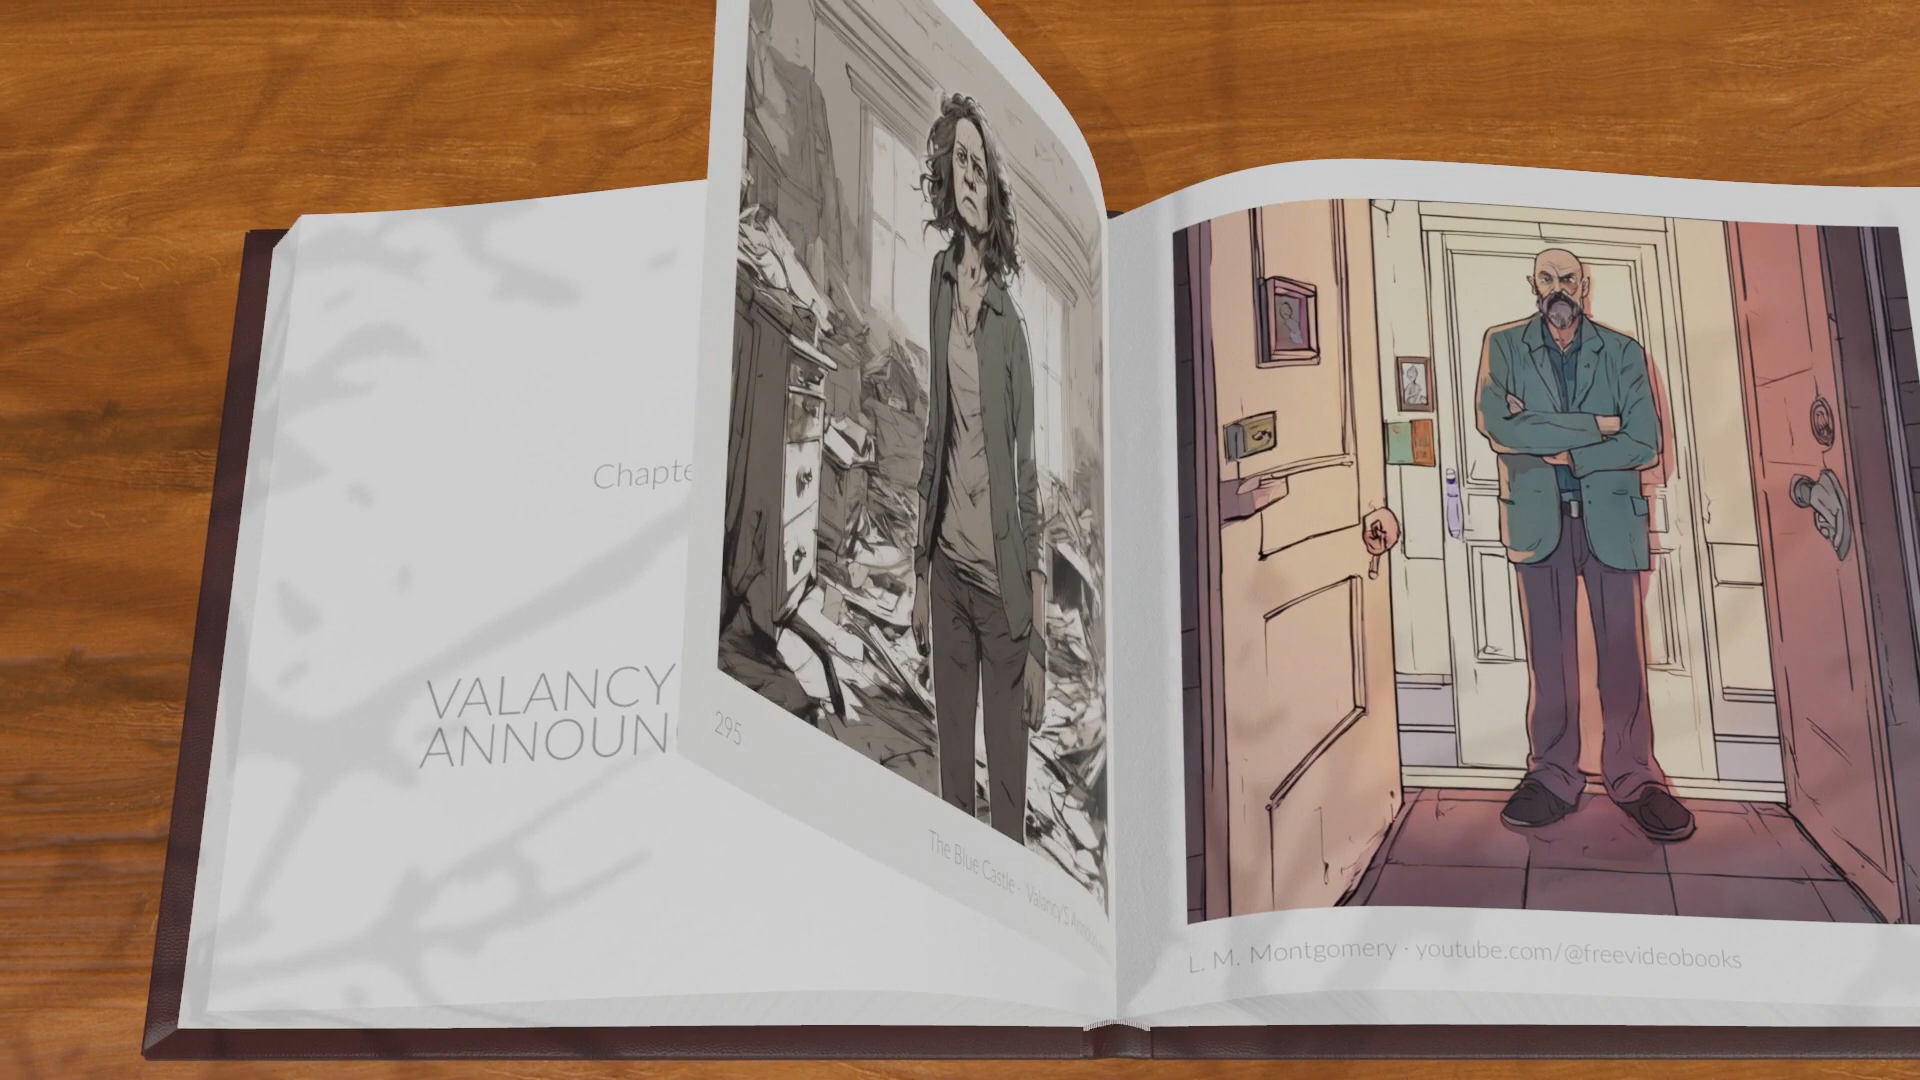 Chapte
VALANCY
ANNOUN
295
The Blue Castle - Valancy'S
L. M. Montgomery · youtube.com/@freevideobooks